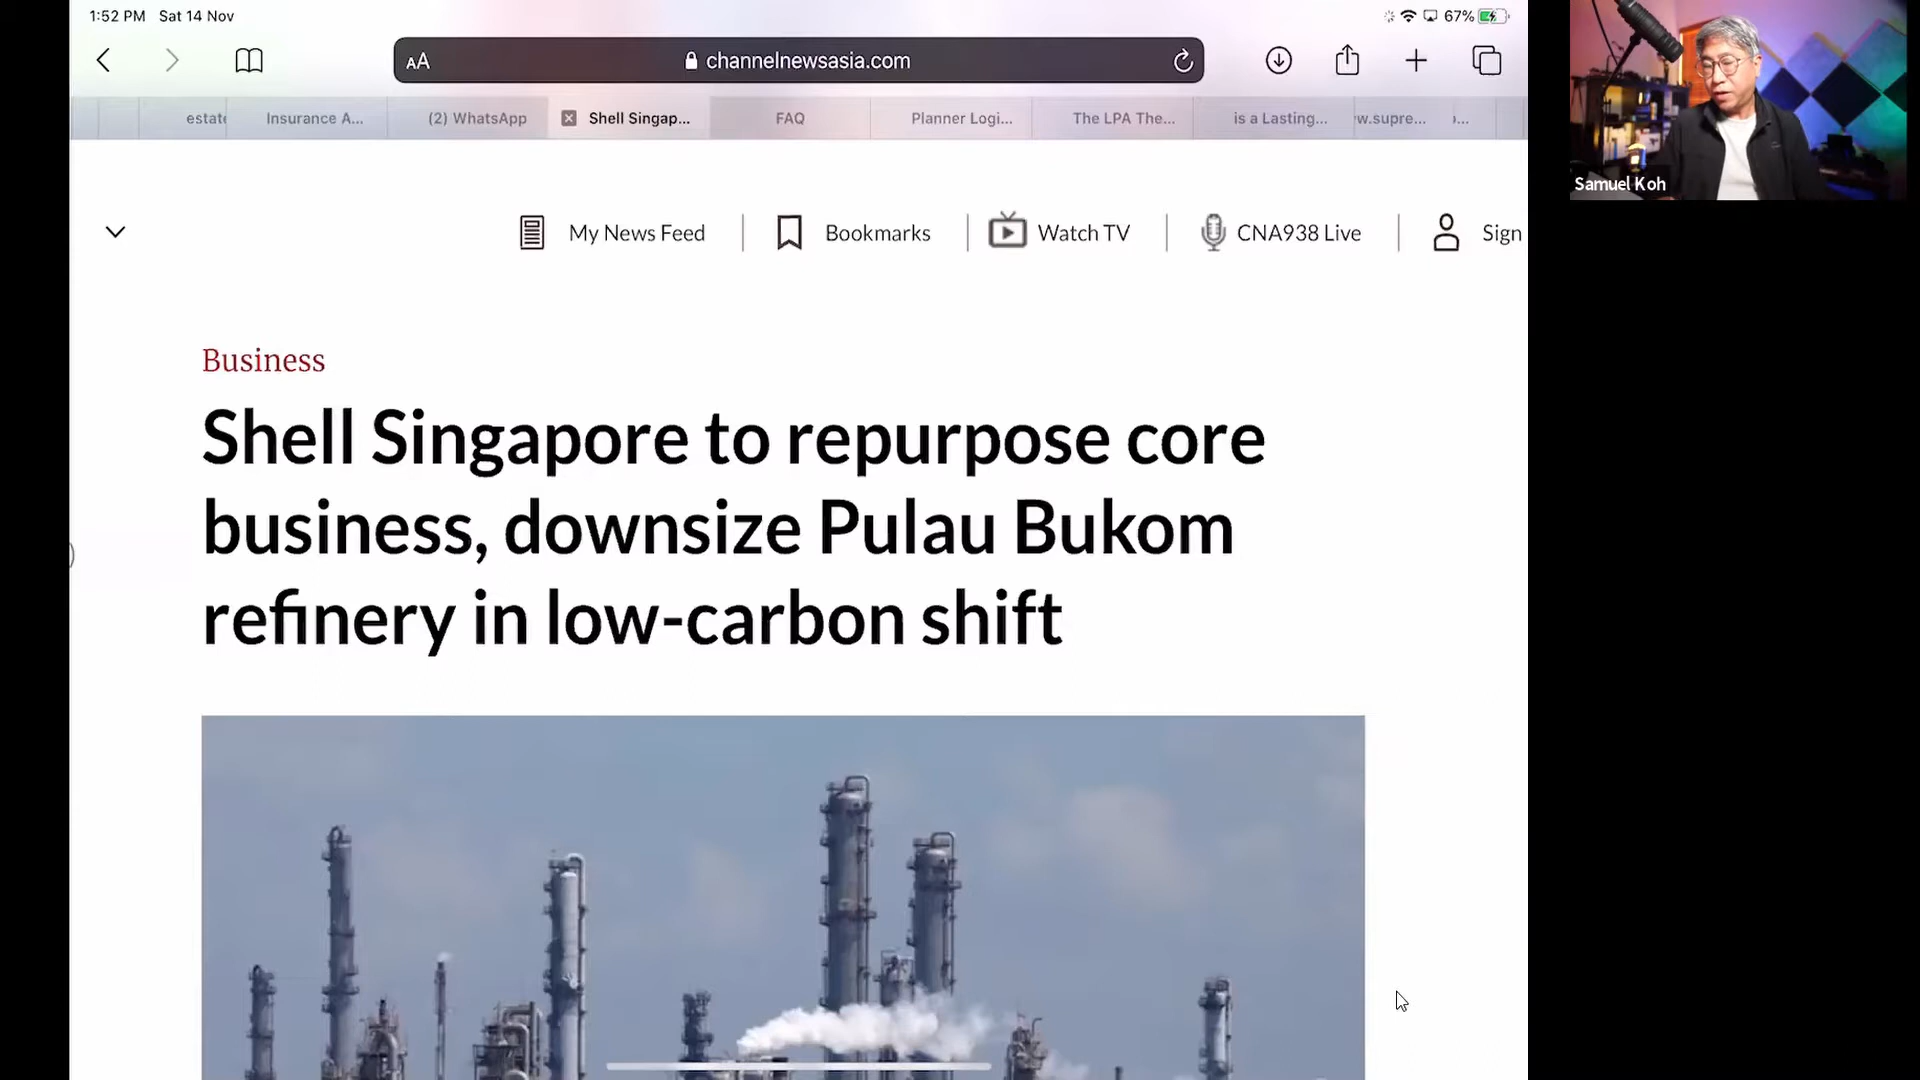 1:52 PM Sat 14 Nov
67%
AA
channelnewsasia.com
estate
Insurance A...
(2) WhatsApp
Shell Singap...
FAQ
Planner Logi...
The LPA The...
is a Lasting...
w.supre...
My News Feed
Bookmarks
Watch TV
CNA938 Live
Sign
Samuel Koh
Business
Shell Singapore to repurpose core
business, downsize Pulau Bukom
refinery in low-carbon shift